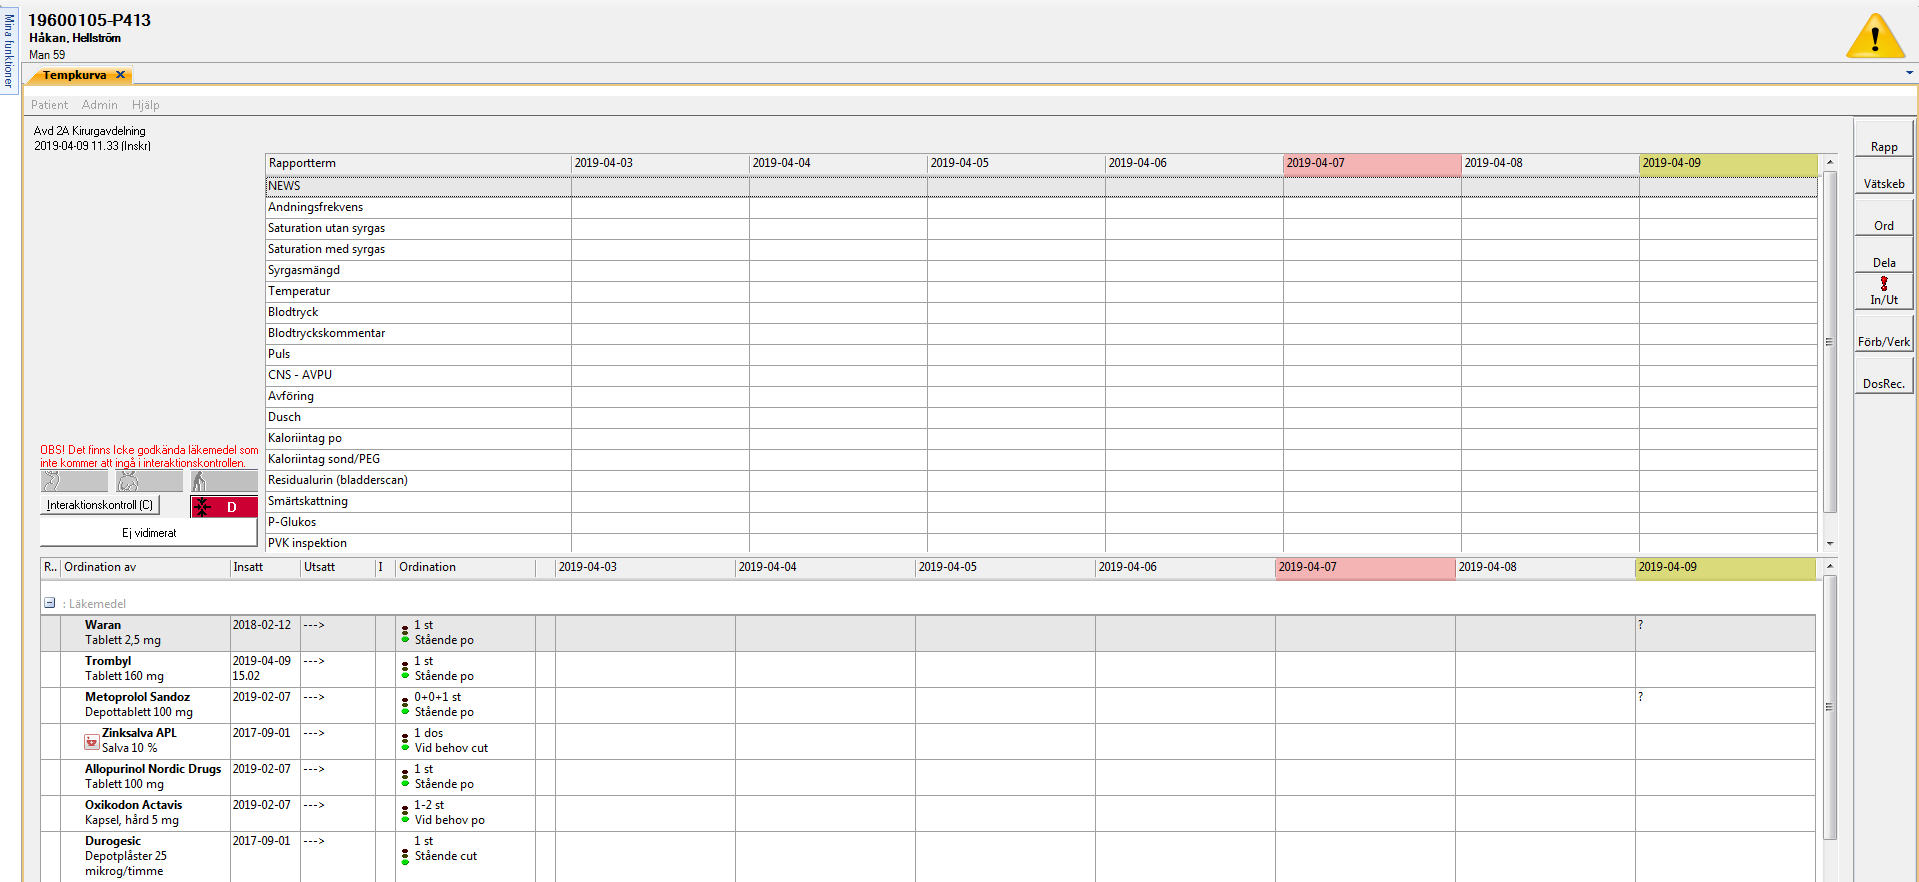 Mina funktioner
19600105-P413
Håkan, Hellström
Man 59
Tempkurva
Patient Admin Hjälp
Avd 2A Kirurgavdelning
2019-04-09 11.33 (Inskr)
Rapportterm 2019-04-03 2019-04-04 2019-04-05 2019-04-06 2019-04-07 2019-04-08 2019-04-09
NEWS
Andningsfrekvens
Saturation utan syrgas
Saturation med syrgas
Syrgasmängd
Temperatur
Blodtryck
Blodtryckskommentar
Puls
CNS - AVPU
Avföring
Dusch
Kaloriintag po
Kaloriintag sond/PEG
Residualurin (bladderscan)
Smärtskattning
P-Glukos
PVK inspektion
Rapp
Vätskeb
Ord
Dela
In/Ut
Förb/Verk
DosRec.
OBS! Det finns Icke godkända läkemedel som
inte kommer att ingå i interaktionskontrollen.
Interaktionskontroll (C) D
Ej vidimerat
R.. Ordination av Insatt Utsatt I Ordination 2019-04-03 2019-04-04 2019-04-05 2019-04-06 2019-04-07 2019-04-08 2019-04-09
: Läkemedel
Waran 2018-02-12 ---> 1 st ?
Tablett 2,5 mg Stående po
Trombyl 2019-04-09 ---> 1 st
Tablett 160 mg 15.02 Stående po
Metoprolol Sandoz 2019-02-07 ---> 0+0+1 st ?
Depottablett 100 mg Stående po
Zinksalva APL 2017-09-01 ---> 1 dos
Salva 10 % Vid behov cut
Allopurinol Nordic Drugs 2019-02-07 ---> 1 st
Tablett 100 mg Stående po
Oxikodon Actavis 2019-02-07 ---> 1-2 st
Kapsel, hård 5 mg Vid behov po
Durogesic 2017-09-01 ---> 1 st
Depotplåster 25 Stående cut
mikrog/timme